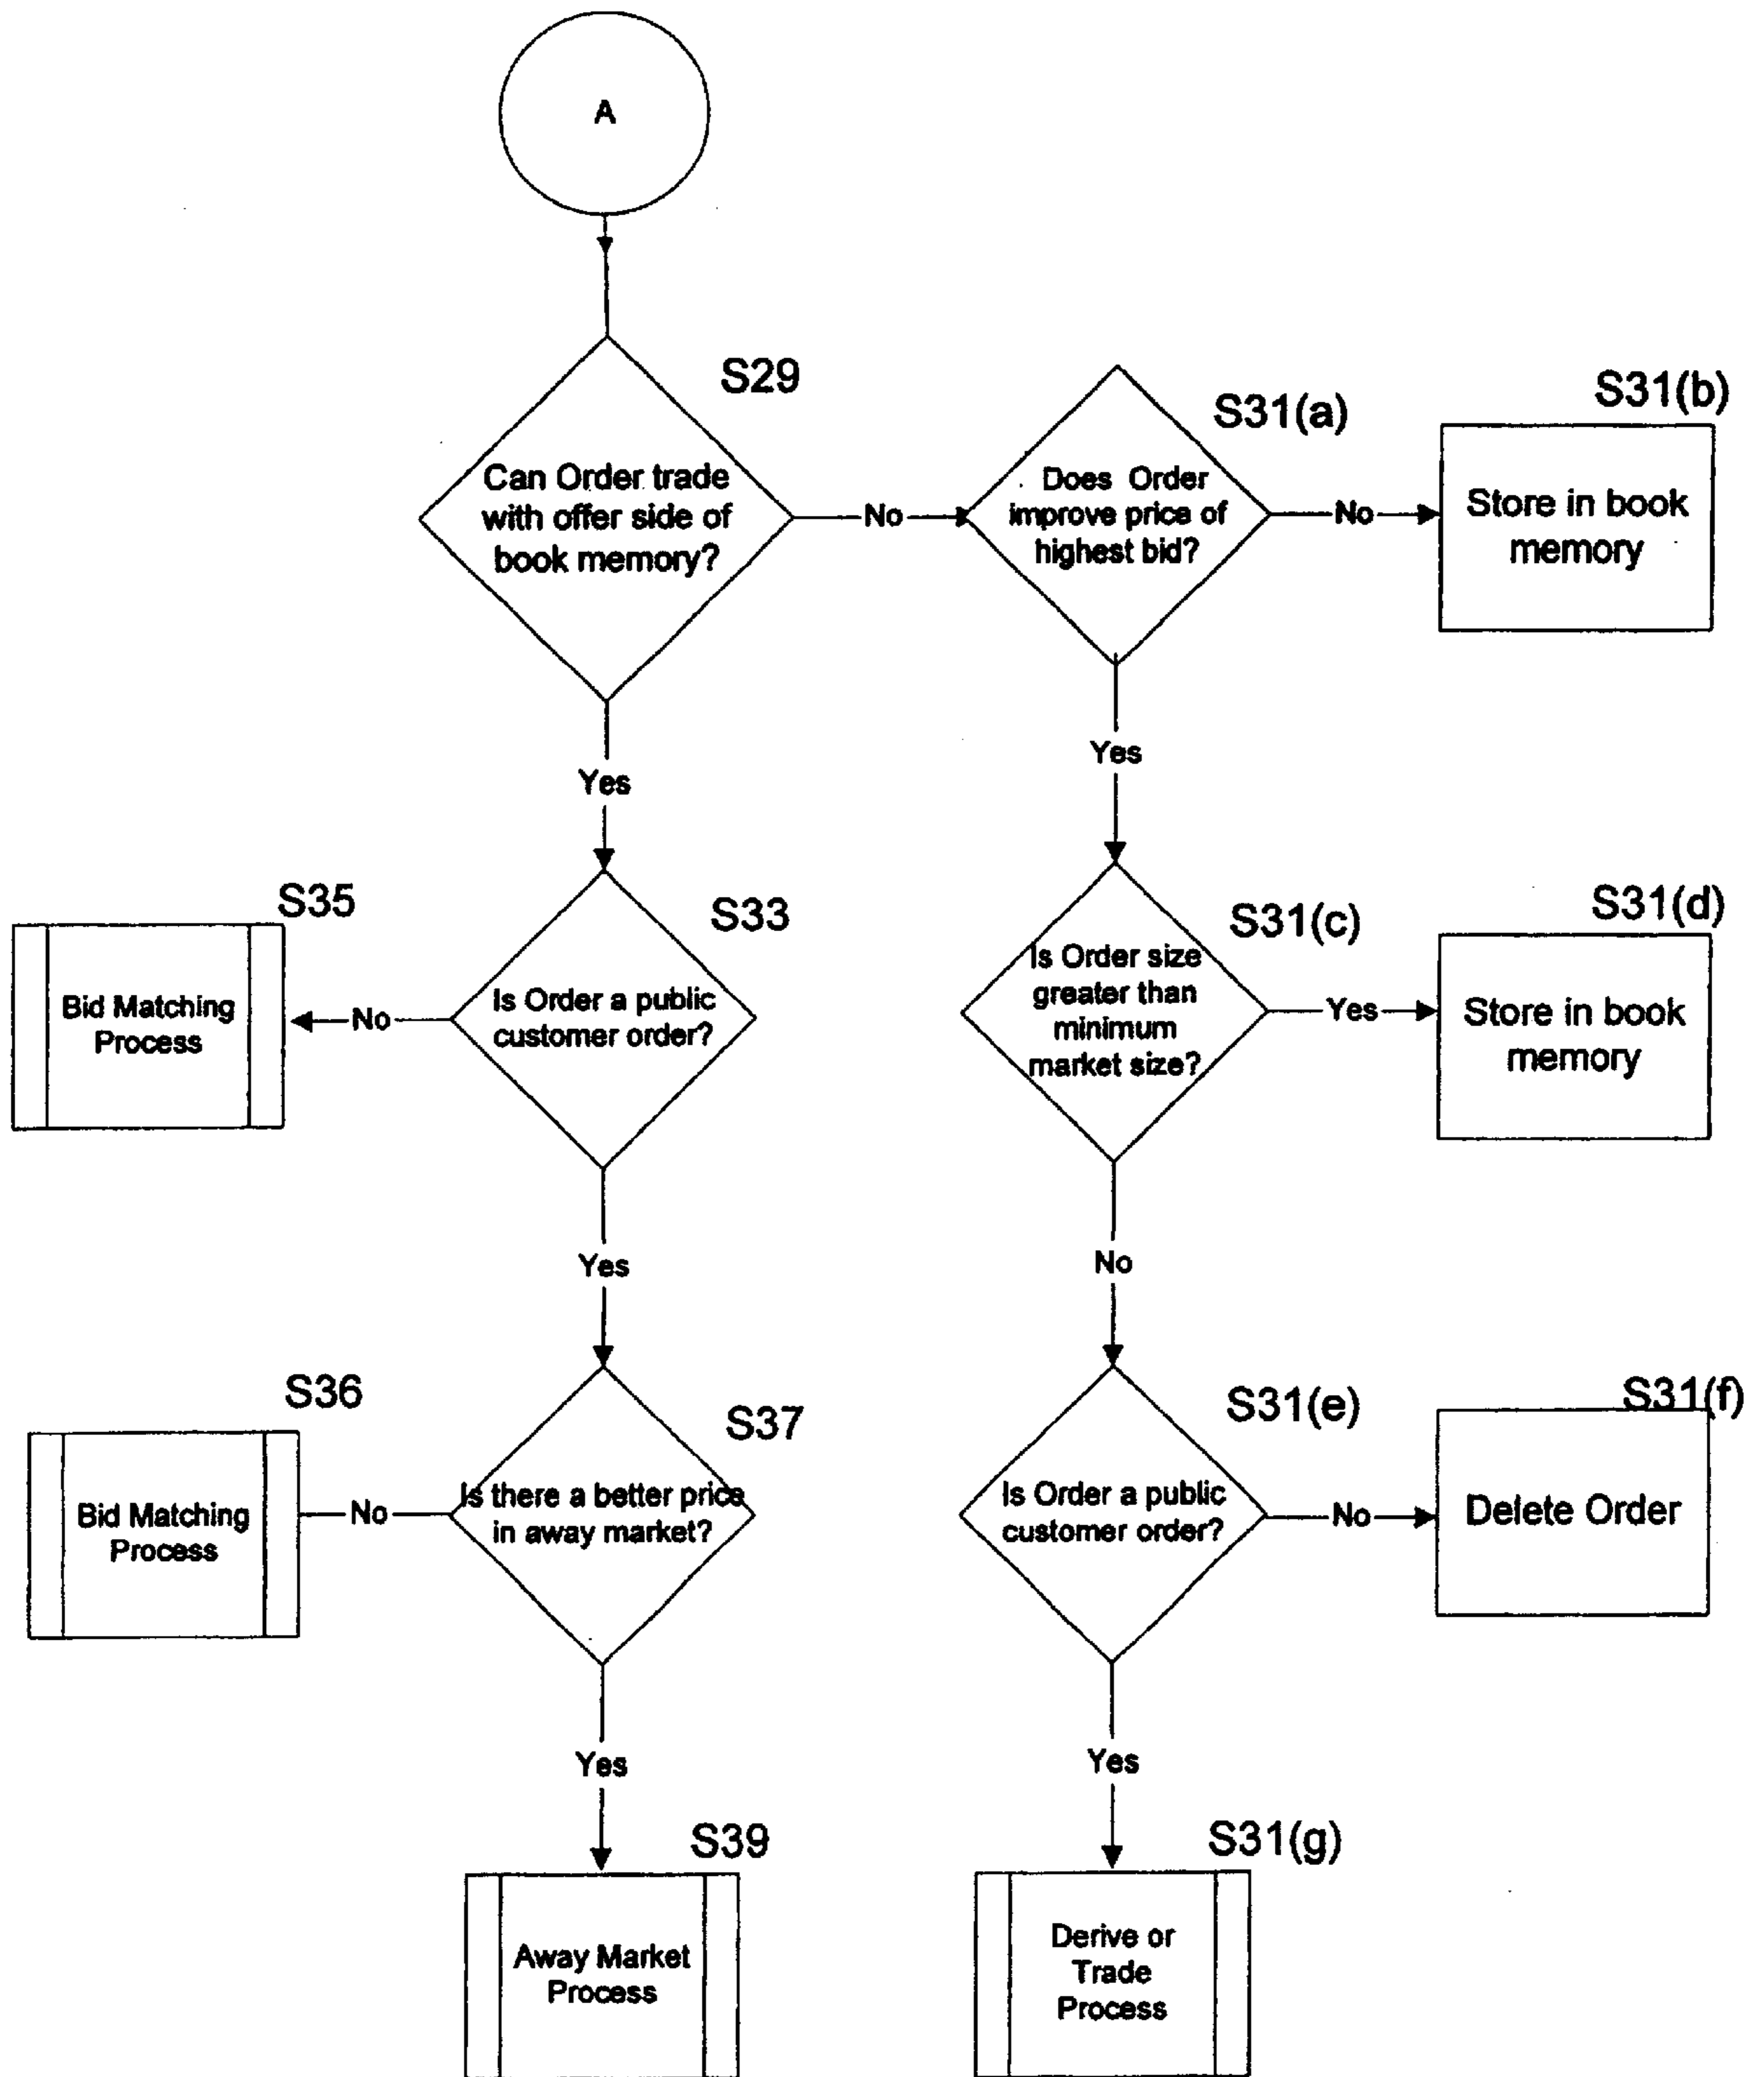 A
S29
Can Order trade
with offer side of
book memory?
No
S31(a)
Does Order
improve price of
highest bid?
No
S31(b)
Store in book
memory
Yes
Yes
S35
Bid Matching
Process
No
S33
Is Order a public
customer order?
S31(c)
Is Order size
greater than
minimum
market size?
Yes
S31(d)
Store in book
memory
Yes
No
S36
Bid Matching
Process
No
S37
Is there a better price
in away market?
S31(e)
Is Order a public
customer order?
No
S31(f)
Delete Order
Yes
Yes
S39
Away Market
Process
S31(g)
Derive or
Trade
Process